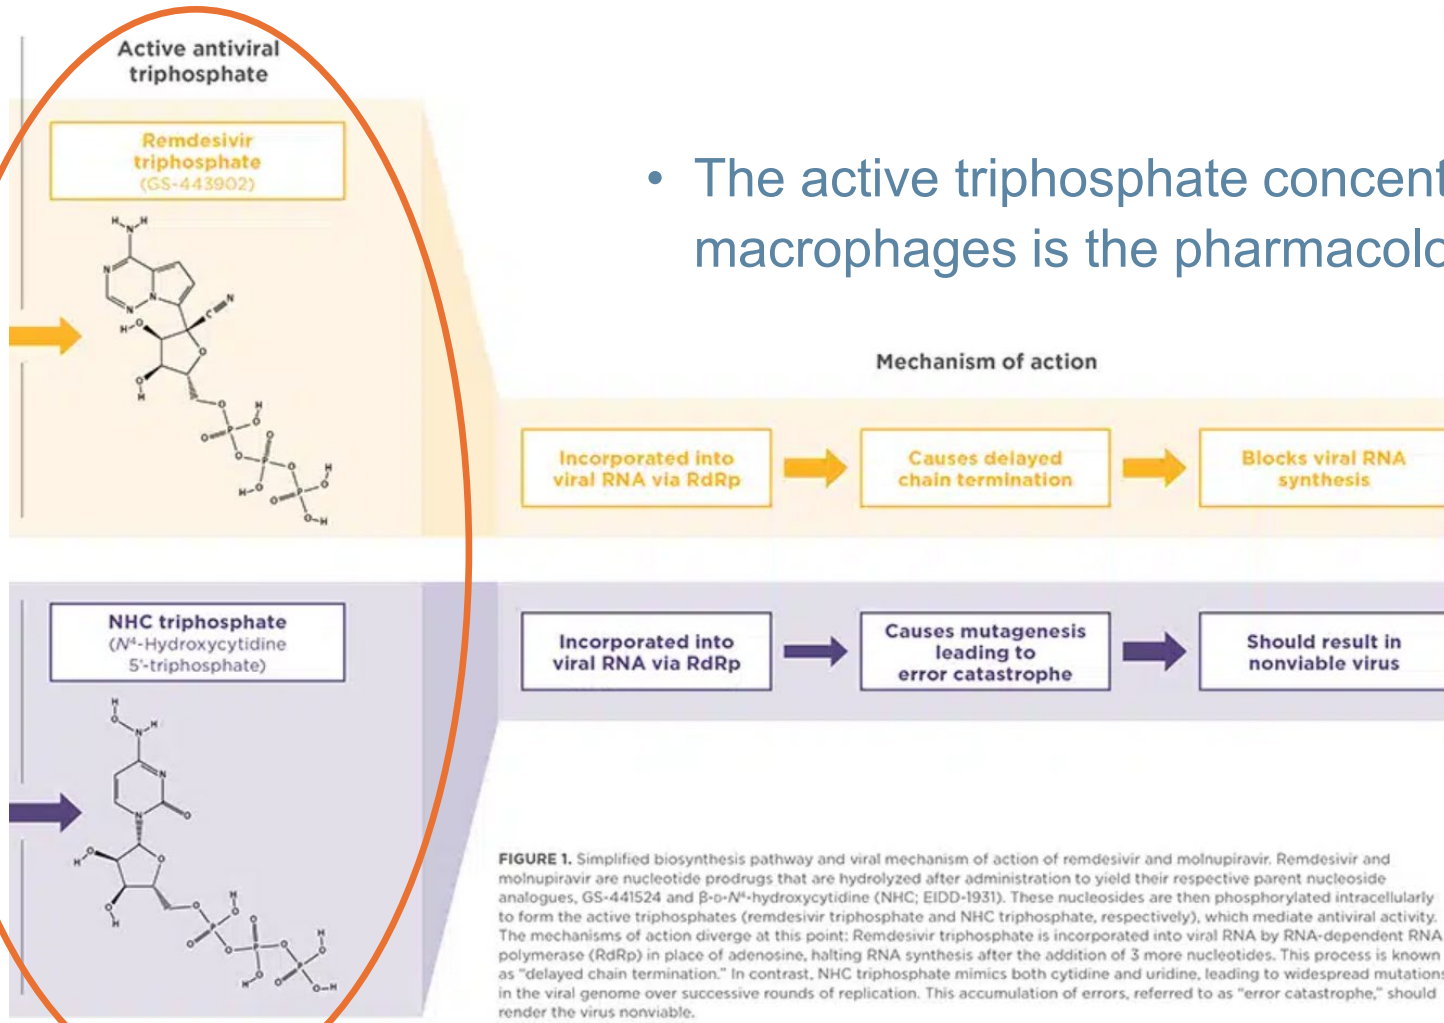 Active antiviral
triphosphate
Remdesivir
triphosphate
(GS-443902)
• The active triphosphate
macrophages is the
Mechanism of action
Incorporated into
viral RNA via RdRp
Causes delayed
chain termination
Blocks viral RNA
synthesis
NHC triphosphate
(N⁴-Hydroxycytidine
5'-triphosphate)
Incorporated into
viral RNA via RdRp
Causes mutagenesis
leading to
error catastrophe
Should result in
nonviable virus
FIGURE 1. Simplified biosynthesis pathway and viral mechanism of action of remdesivir and molnupiravir. Remdesivir and
molnupiravir are nucleotide prodrugs that are hydrolyzed after administration to yield their respective parent nucleoside
analogues, GS-441524 and β-D-N⁴-hydroxycytidine (NHC; EIDD-1931). These nucleosides are then phosphorylated intracellularly
to form the active triphosphates (remdesivir triphosphate and NHC triphosphate, respectively), which mediate antiviral activity.
The mechanisms of action diverge at this point: Remdesivir triphosphate is incorporated into viral RNA by RNA-dependent RNA
polymerase (RdRp) in place of adenosine, halting RNA synthesis after the addition of 3 more nucleotides. This process is known
as "delayed chain termination." In contrast, NHC triphosphate mimics both cytidine and uridine, leading to widespread mutations
in the viral genome over successive rounds of replication. This accumulation of errors, referred to as "error catastrophe," should
render the virus nonviable.